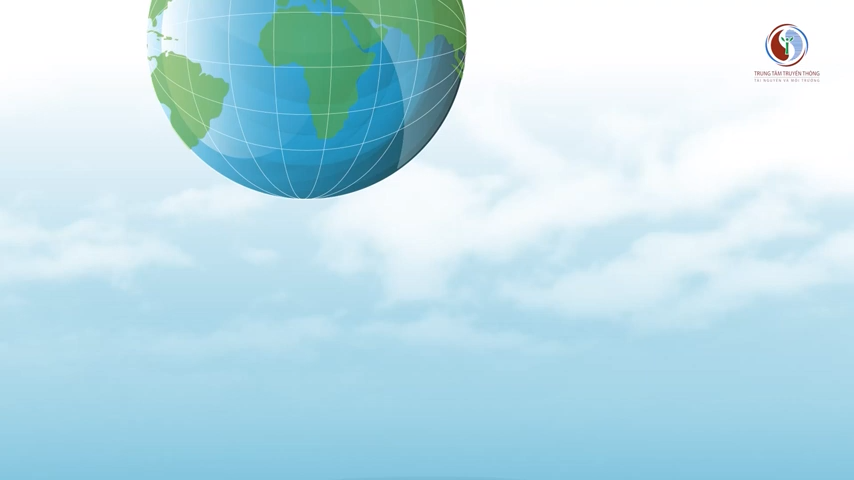 TRUNG TÂM TRUYỀN THÔNG
TÀI NGUYÊN VÀ MÔI TRƯỜNG